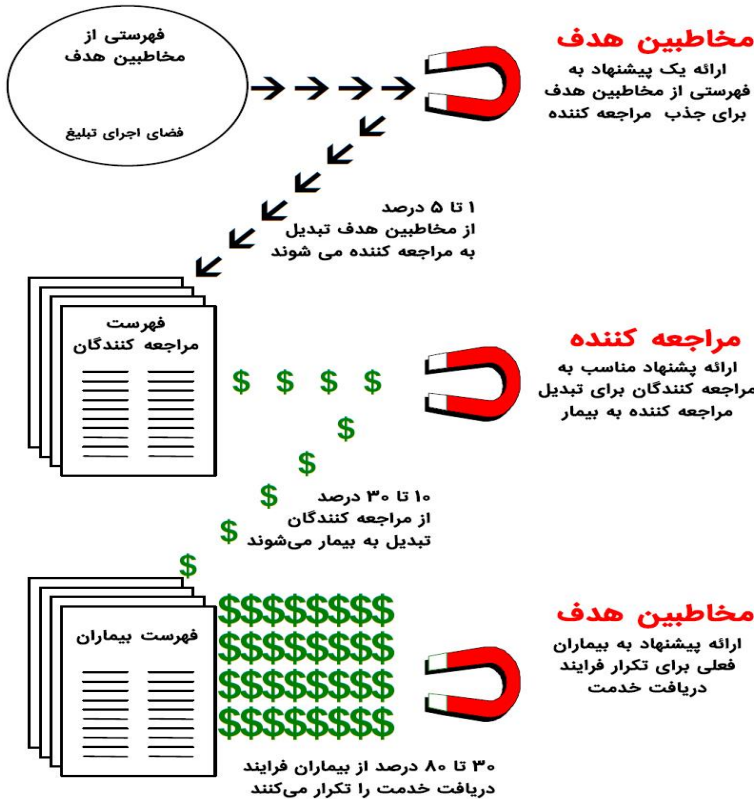 فهرستی از
مخاطبین هدف
فضای اجرای تبلیغ
مخاطبین هدف
ارائه یک پیشنهاد به
فهرستی از مخاطبین هدف
برای جذب مراجعه کننده
۱ تا ۵ درصد
از مخاطبین هدف تبدیل
به مراجعه کننده می شوند
فهرست
مراجعه کنندگان
$ $ $ $
مراجعه کننده
ارائه پشنهاد مناسب به
مراجعه کنندگان برای تبدیل
مراجعه کننده به بیمار
$
$
$
$
$
۱۰ تا ۳۰ درصد
از مراجعه کنندگان
تبدیل به بیمار می‌شوند
فهرست بیماران
$$$$$$$$
$$$$$$$$
$$$$$$$$
$$$$$$$$
مخاطبین هدف
ارائه پیشنهاد به بیماران
فعلی برای تکرار فرایند
دریافت خدمت
۳۰ تا ۸۰ درصد از بیماران فرایند
دریافت خدمت را تکرار می‌کنند